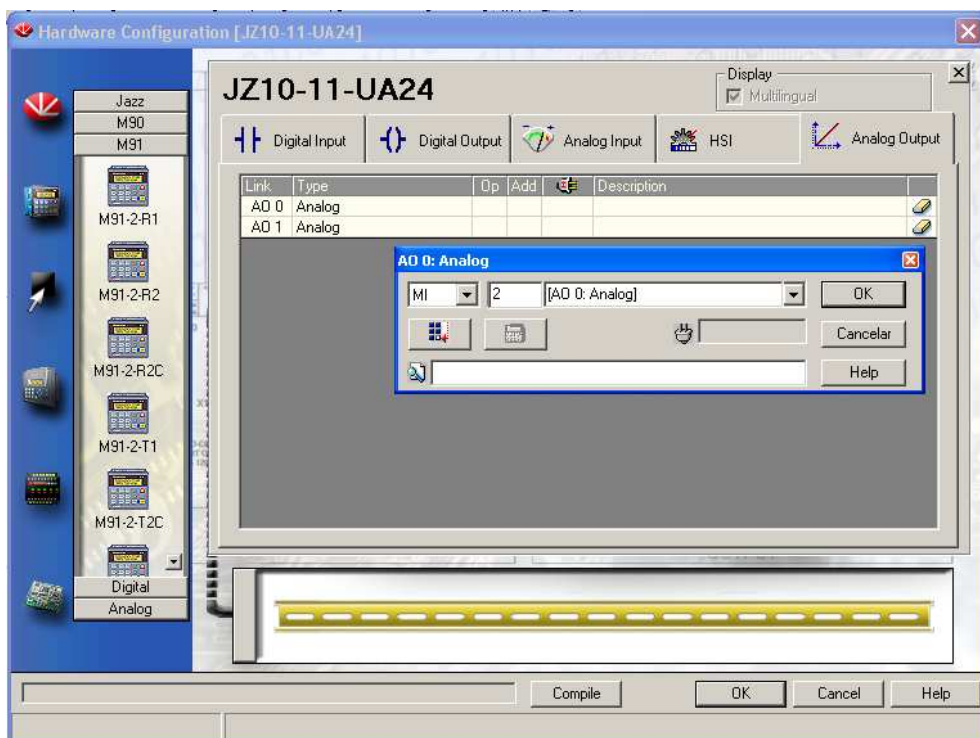 Hardware Configuration [JZ10-11-UA24]
Jazz
M90
M91
M91-2-R1
M91-2-R2
M91-2-R2C
M91-2-T1
M91-2-T2C
Digital
Analog
JZ10-11-UA24
Display
Multilingual
Digital Input
Digital Output
Analog Input
HSI
Analog Output
Link Type Op Add Description
AO 0 Analog
AO 1 Analog
AO 0: Analog
MI 2 [AO 0: Analog] OK
Cancelar
Help
Compile OK Cancel Help